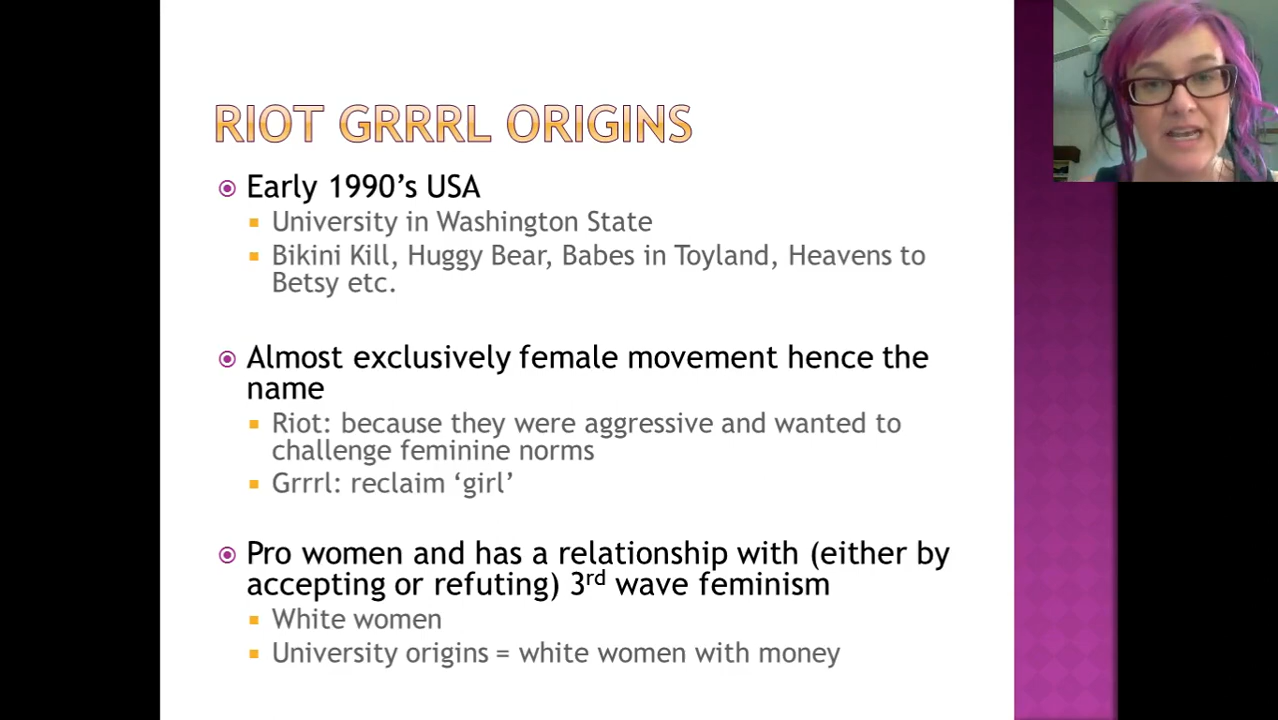 RIOT GRRRL ORIGINS
Early 1990’s USA
University in Washington State
Bikini Kill, Huggy Bear, Babes in Toyland, Heavens to
Betsy etc.
Almost exclusively female movement hence the
name
Riot: because they were aggressive and wanted to
challenge feminine norms
Grrrl: reclaim ‘girl’
Pro women and has a relationship with (either by
accepting or refuting) 3rd wave feminism
White women
University origins = white women with money